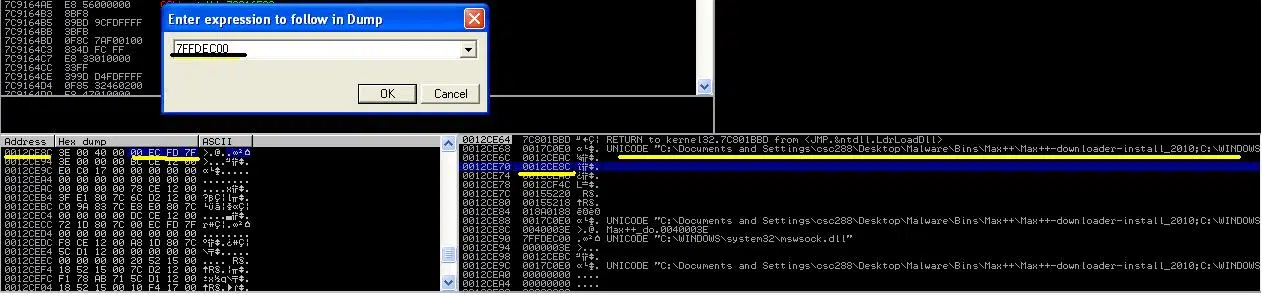 7C9164AE E8 56000000
7C9164B3 8BF8
7C9164B5 89BD 9CFDFFFF
7C9164BB 3BFB
7C9164BD 0F8C 7AF00100
7C9164C3 834D FC FF
7C9164C7 E8 33010000
7C9164CC 33FF
7C9164CE 399D D4FDFFFF
7C9164D4 0F85 32460200
Enter expression to follow in Dump
7FFDEC00
OK Cancel
Address Hex dump ASCII
0012CE8C 3E 00 40 00 00 EC FD 7F
0012CE94 3E 00 00 00 BC CE 12 00
0012CE9C E0 C0 17 00 00 00 00 00
0012CEA4 00 00 00 00 00 00 00 00
0012CEAC 00 00 00 00 78 CE 12 00
0012CEB4 3F E1 80 7C 6C D2 12 00
0012CEBC C0 9A 83 7C E8 E0 80 7C
0012CEC4 00 00 00 00 DC CE 12 00
0012CECC 72 1D 80 7C 00 EC FD 7F
0012CED4 00 00 00 00 00 00 00 00
0012CEDC F8 CE 12 00 A8 1D 80 7C
0012CEE4 5C D1 12 00 00 00 00 00
0012CEEC 00 00 00 00 20 52 15 00
0012CEF4 18 52 15 00 7C D2 12 00
0012CEFC F1 78 AB 71 5C D1 12 00
0012CF04 18 52 15 00 10 F4 17 00
0012CE64 7C801BBD RETURN to kernel32.7C801BBD from <JMP.&ntdll.LdrLoadDll>
0012CE68 0017C0E0 UNICODE "C:\Documents and Settings\csc288\Desktop\Malware\Bins\Max++\Max++-downloader-install_2010;C:\WINDOWS
0012CE6C 0012CEAC
0012CE70 0012CE8C
0012CE74
0012CE78 0012CF4C
0012CE7C 00155220 RS.
0012CE80 00155218 RS.
0012CE84 018A0188
0012CE88 0017C0E0 UNICODE "C:\Documents and Settings\csc288\Desktop\Malware\Bins\Max++\Max++-downloader-install_2010;C:\WINDOWS
0012CE8C 0040003E >.@. Max++_do.0040003E
0012CE90 7FFDEC00 UNICODE "C:\WINDOWS\system32\mswsock.dll"
0012CE94 0000003E >...
0012CE98 0012CEBC
0012CE9C 0017C0E0 UNICODE "C:\Documents and Settings\csc288\Desktop\Malware\Bins\Max++\Max++-downloader-install_2010;C:\WINDOWS
0012CEA0 00000000 ....
0012CEA4 00000000 ....